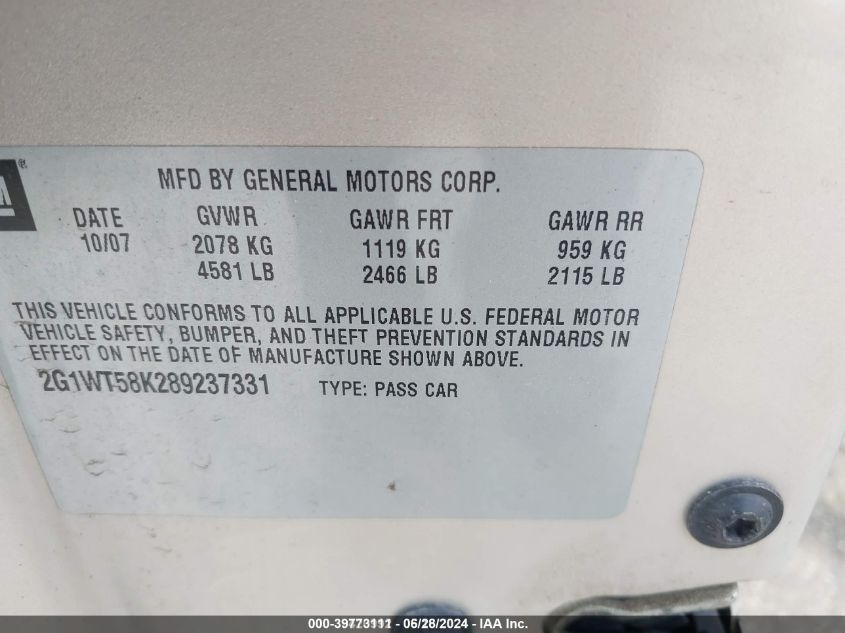 M®
MFD BY GENERAL MOTORS CORP.
DATE GVWR GAWR FRT GAWR RR
10/07 2078 KG 1119 KG 959 KG
4581 LB 2466 LB 2115 LB
THIS VEHICLE CONFORMS TO ALL APPLICABLE U.S. FEDERAL MOTOR
VEHICLE SAFETY, BUMPER, AND THEFT PREVENTION STANDARDS IN
EFFECT ON THE DATE OF MANUFACTURE SHOWN ABOVE.
2G1WT58K289237331 TYPE: PASS CAR
000-39773111 - 06/28/2024 - IAA Inc.